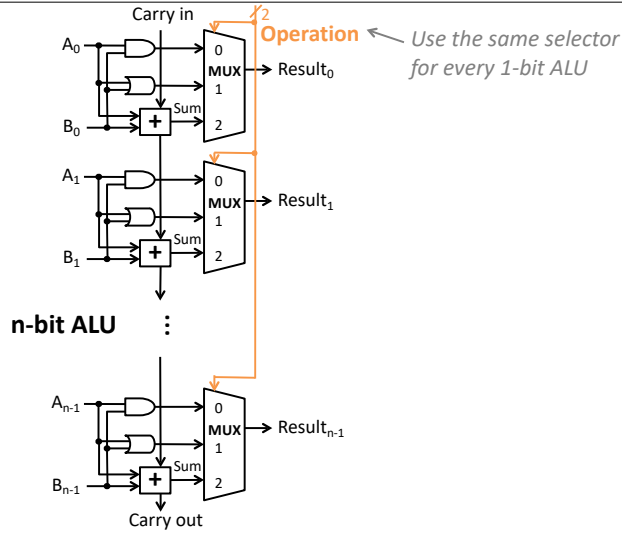 Carry in
2
Operation
Use the same selector
for every 1-bit ALU
A0
0
MUX
Result0
1
Sum
B0
+
2
A1
0
MUX
Result1
1
Sum
B1
+
2
n-bit ALU
⋮
An-1
0
MUX
Resultn-1
1
Sum
Bn-1
+
2
Carry out